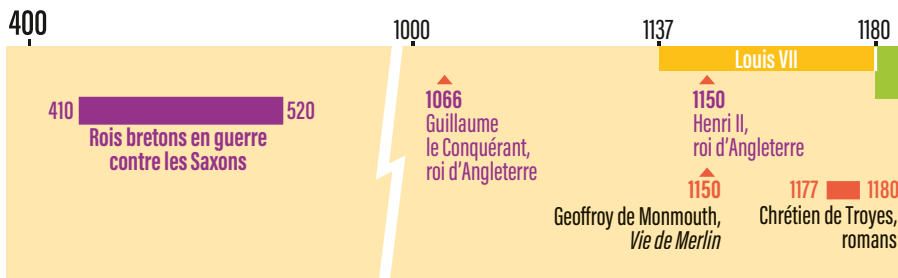 400
1000
1137
1180
Louis VII
410
520
Rois bretons en guerre
contre les Saxons
1066
Guillaume
le Conquérant,
roi d'Angleterre
1150
Henri II,
roi d'Angleterre
1150
Geoffroy de Monmouth,
Vie de Merlin
1177
1180
Chrétien de Troyes,
romans